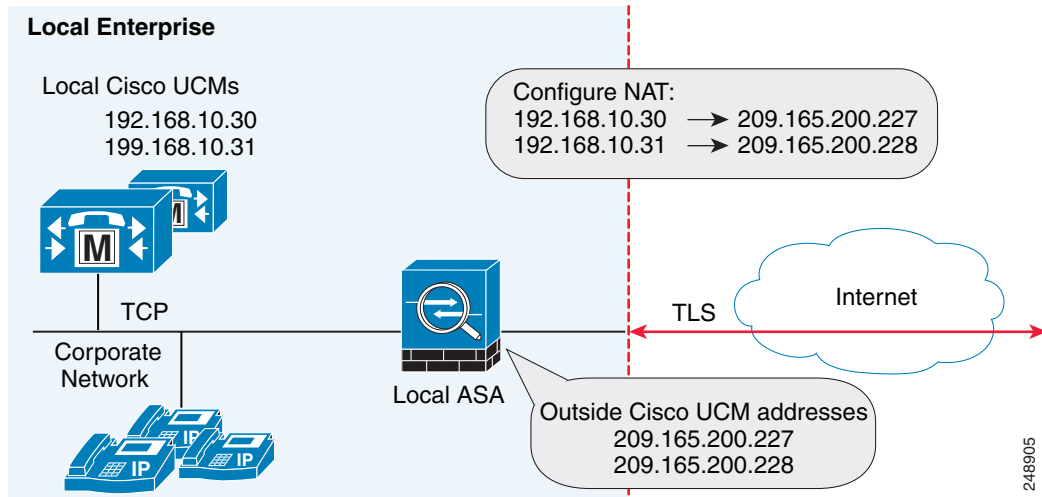 Local Enterprise
Local Cisco UCMs
192.168.10.30
199.168.10.31
M
M
Configure NAT:
192.168.10.30 → 209.165.200.227
192.168.10.31 → 209.165.200.228
TCP
TLS
Internet
Corporate
Network
Local ASA
IP
IP
IP
Outside Cisco UCM addresses
209.165.200.227
209.165.200.228
248905